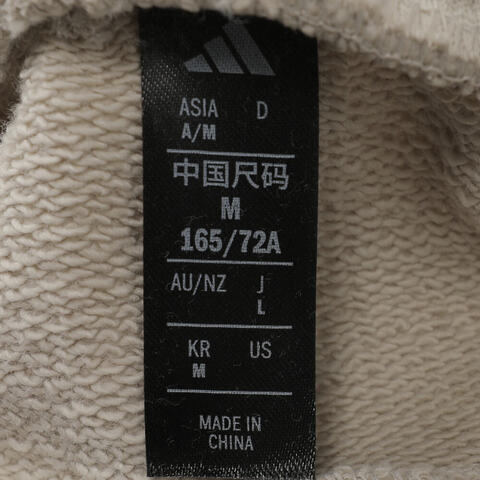 ASIA D
A/M
中国尺码
M
165/72A
AU/NZ J
L
KR US
M
MADE IN
CHINA